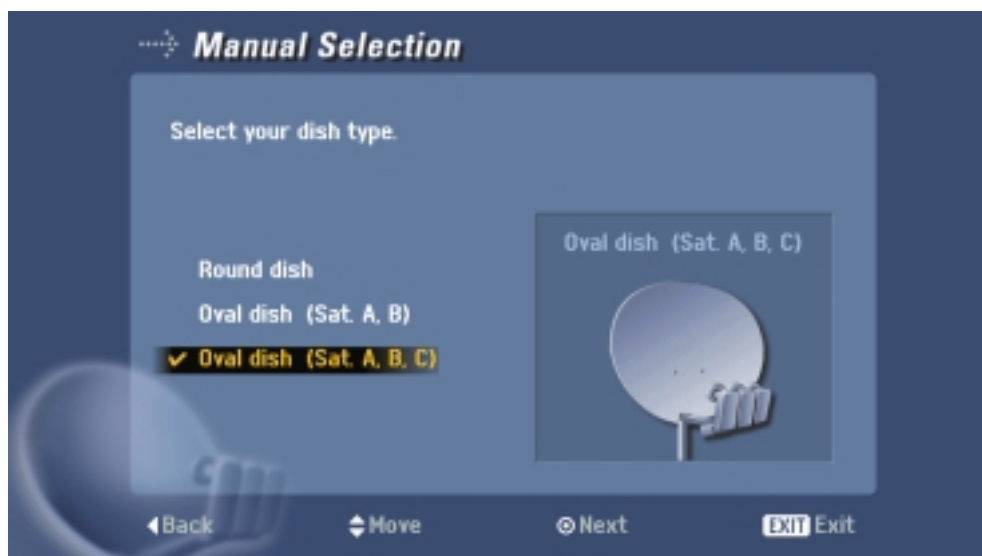 Manual Selection
Select your dish type.
Oval dish (Sat. A, B, C)
Round dish
Oval dish (Sat. A, B)
✔ Oval dish (Sat. A, B, C)
Back Move Next EXIT Exit